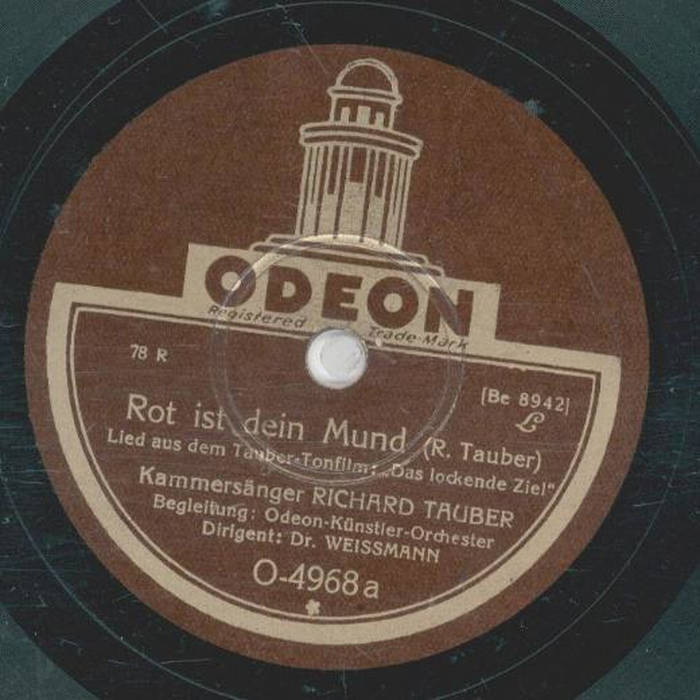 ODEON
Registered Trade-Mark
78 R
[Be 8942]
L
Rot ist dein Mund (R. Tauber)
Lied aus dem Tauber-Tonfilm: „Das lockende Ziel“
Kammersänger RICHARD TAUBER
Begleitung: Odeon-Künstler-Orchester
Dirigent: Dr. WEISSMANN
O-4968a